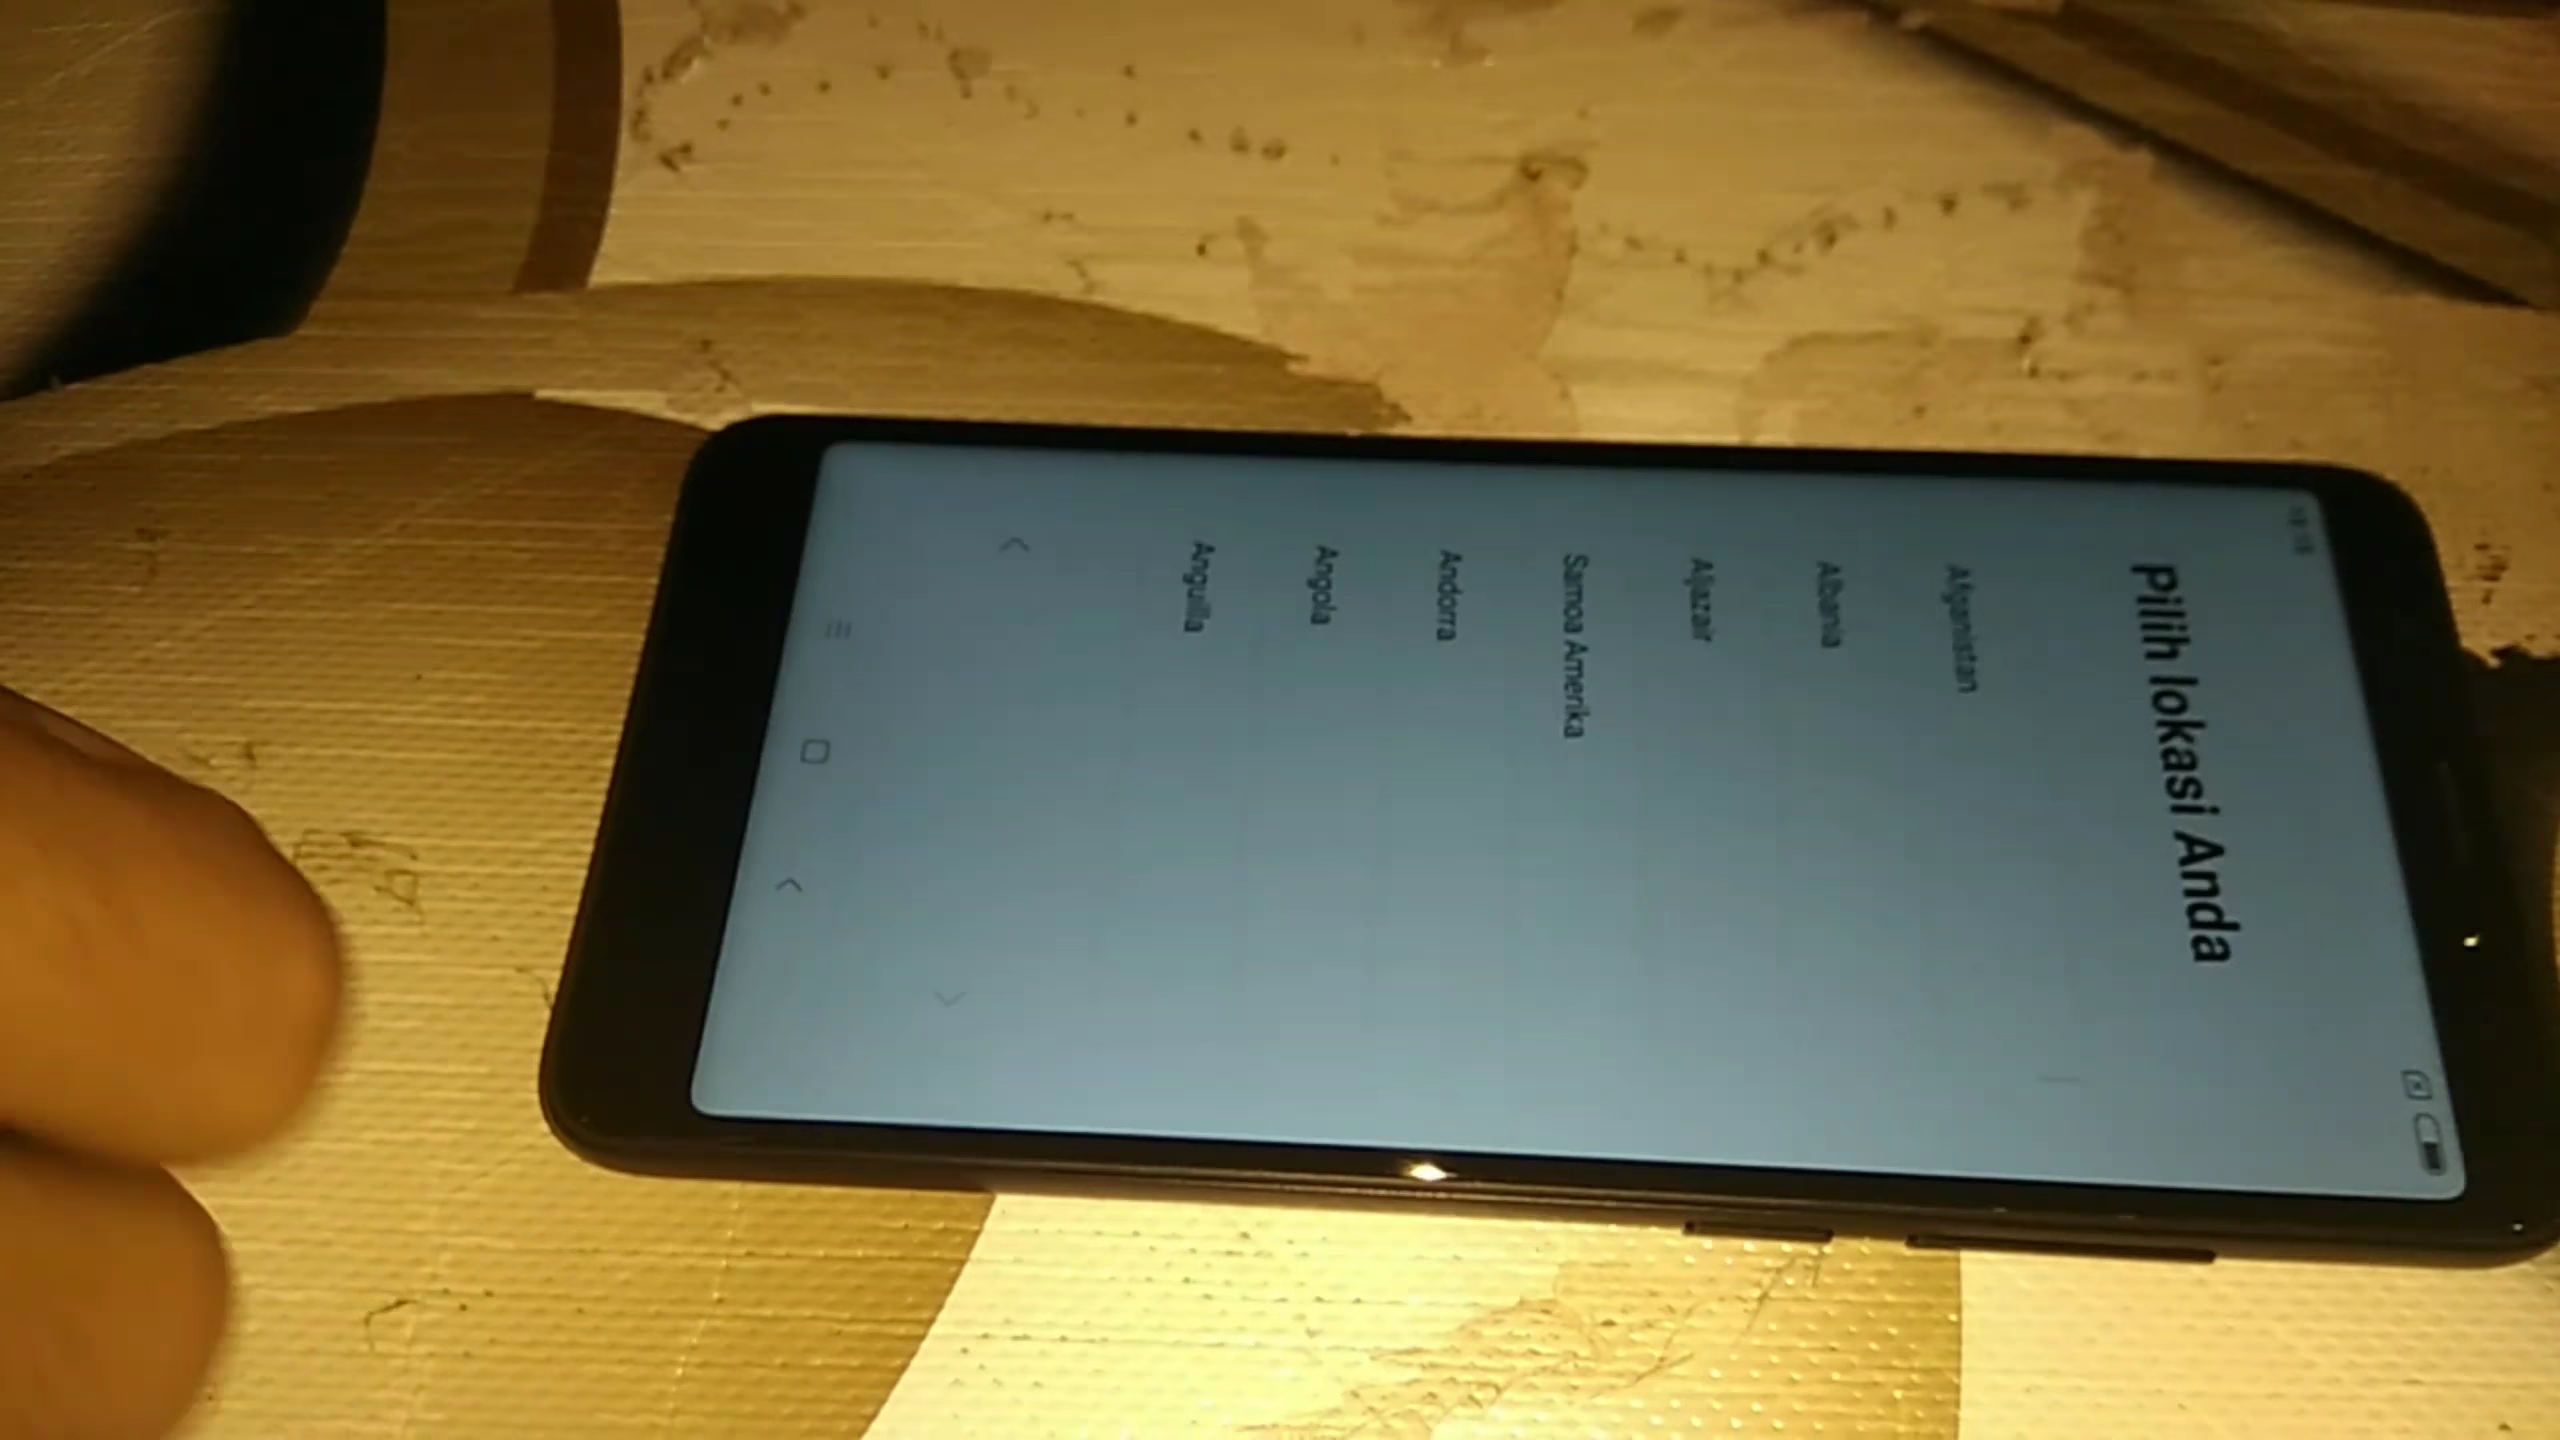 Pilih lokasi Anda
Afganistan
Albania
Aljazair
Samoa Amerika
Andorra
Angola
Anguilla